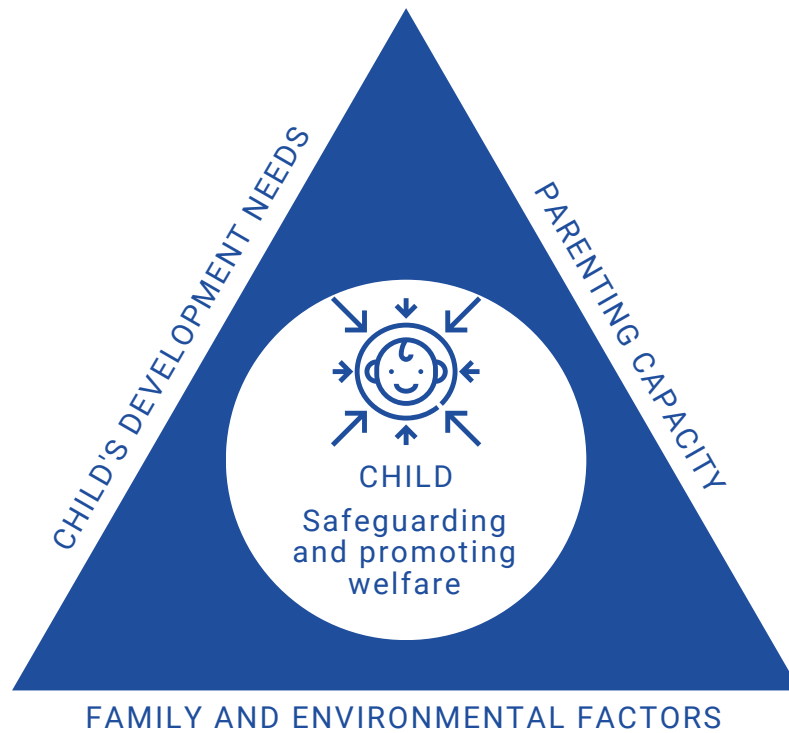 CHILD'S DEVELOPMENT NEEDS
PARENTING CAPACITY
CHILD
Safeguarding
and promoting
welfare
FAMILY AND ENVIRONMENTAL FACTORS